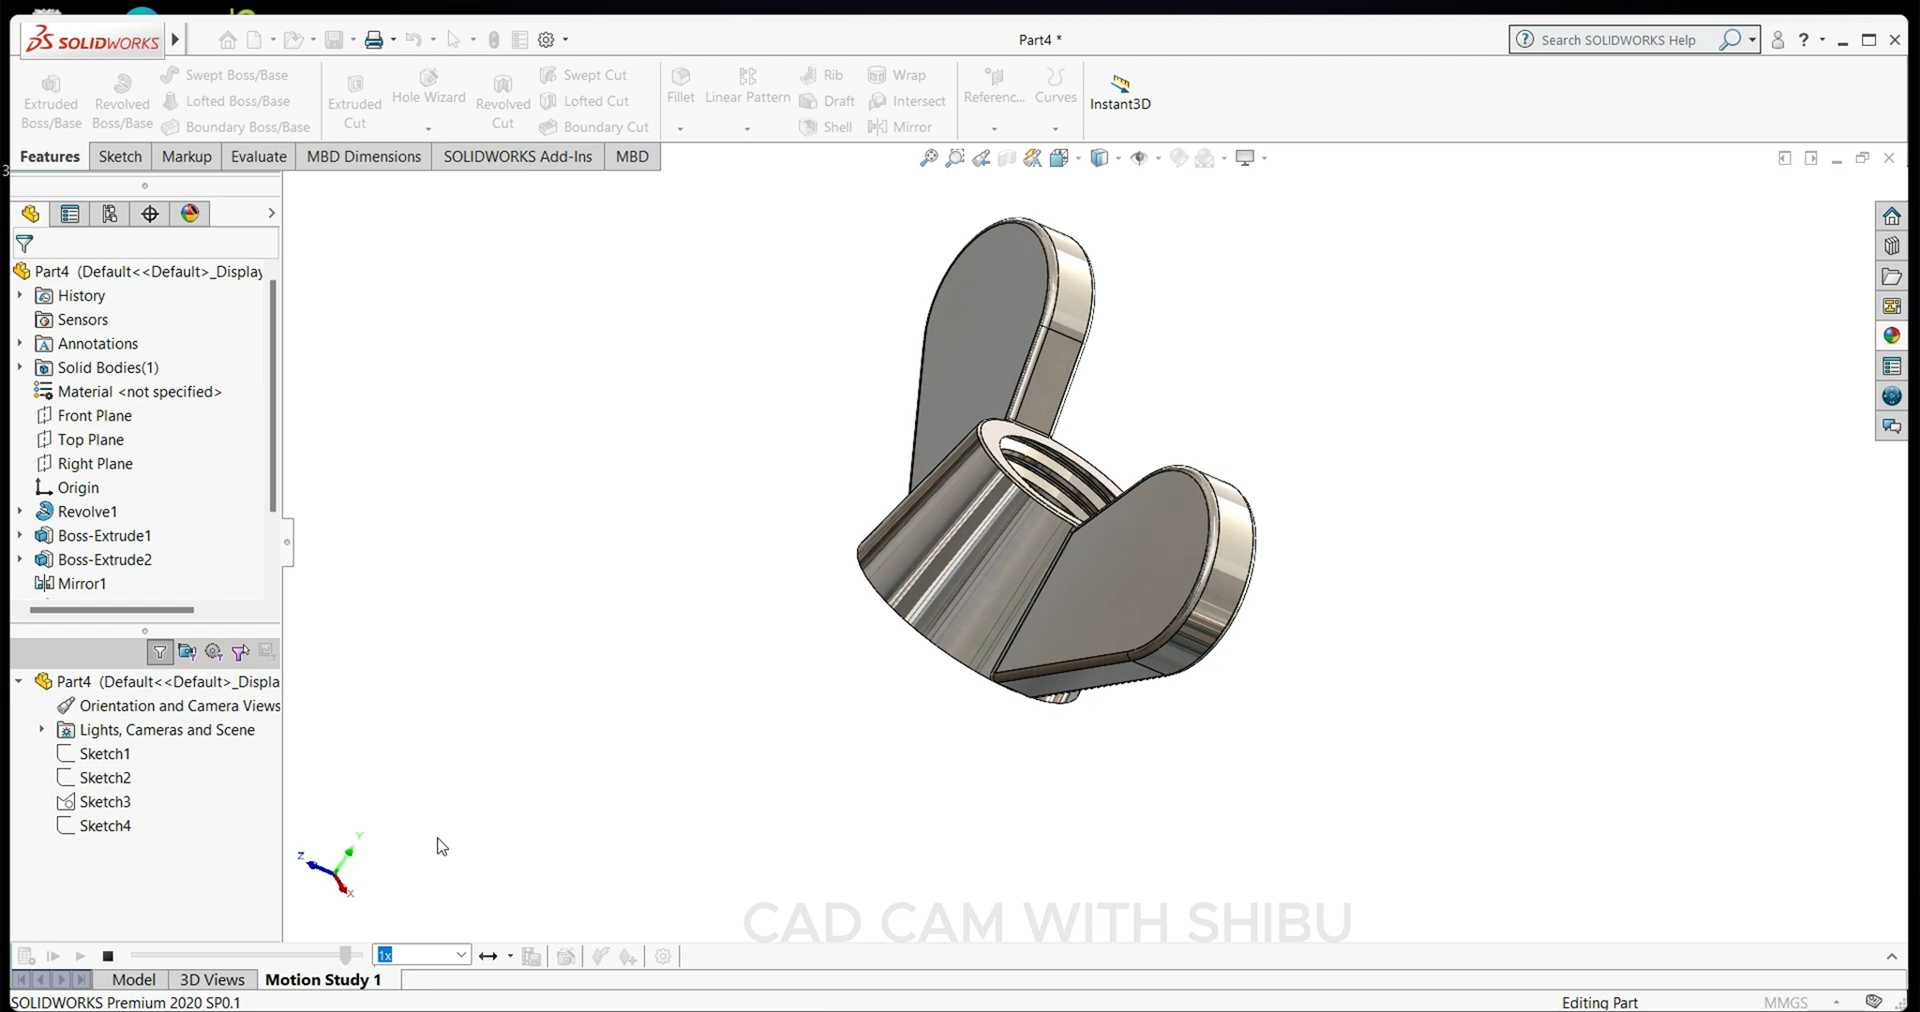 SOLIDWORKS
Part4 *
Search SOLIDWORKS Help
Extruded Boss/Base
Revolved Boss/Base
Swept Boss/Base
Lofted Boss/Base
Boundary Boss/Base
Extruded Cut
Hole Wizard
Revolved Cut
Swept Cut
Lofted Cut
Boundary Cut
Fillet
Linear Pattern
Rib
Draft
Shell
Wrap
Intersect
Mirror
Referenc...
Curves
Instant3D
Features
Sketch
Markup
Evaluate
MBD Dimensions
SOLIDWORKS Add-Ins
MBD
3
Part4 (Default<<Default>_Display
History
Sensors
Annotations
Solid Bodies(1)
Material <not specified>
Front Plane
Top Plane
Right Plane
Origin
Revolve1
Boss-Extrude1
Boss-Extrude2
Mirror1
Part4 (Default<<Default>_Displa
Orientation and Camera Views
Lights, Cameras and Scene
Sketch1
Sketch2
Sketch3
Sketch4
Y
Z
X
CAD CAM WITH SHIBU
1x
Model
3D Views
Motion Study 1
SOLIDWORKS Premium 2020 SP0.1
Editing Part
MMGS